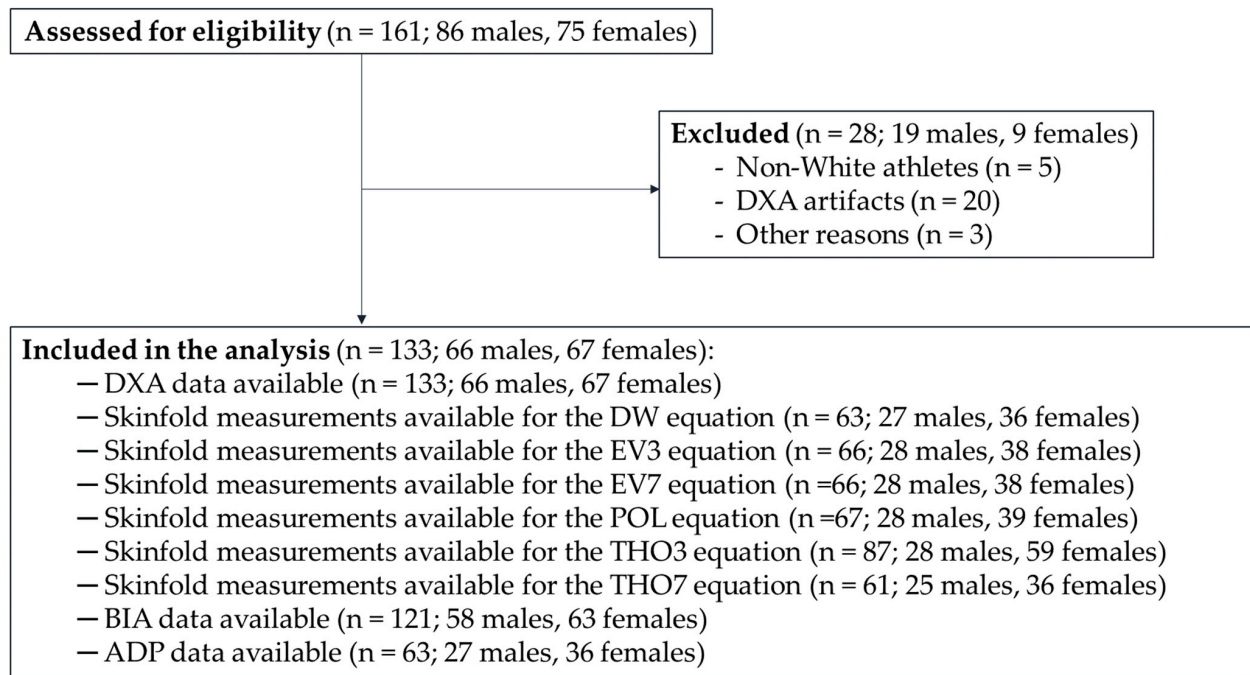 Assessed for eligibility (n = 161; 86 males, 75 females)
Excluded (n = 28; 19 males, 9 females)
- Non-White athletes (n = 5)
- DXA artifacts (n = 20)
- Other reasons (n = 3)
Included in the analysis (n = 133; 66 males, 67 females):
— DXA data available (n = 133; 66 males, 67 females)
— Skinfold measurements available for the DW equation (n = 63; 27 males, 36 females)
— Skinfold measurements available for the EV3 equation (n = 66; 28 males, 38 females)
— Skinfold measurements available for the EV7 equation (n =66; 28 males, 38 females)
— Skinfold measurements available for the POL equation (n =67; 28 males, 39 females)
— Skinfold measurements available for the THO3 equation (n = 87; 28 males, 59 females)
— Skinfold measurements available for the THO7 equation (n = 61; 25 males, 36 females)
— BIA data available (n = 121; 58 males, 63 females)
— ADP data available (n = 63; 27 males, 36 females)